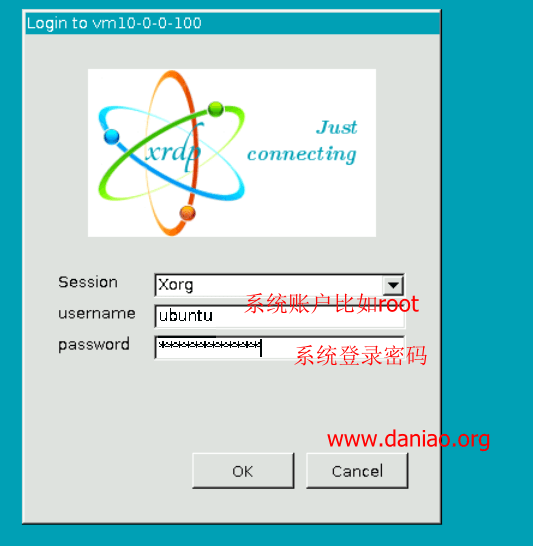 Login to vm10-0-0-100
xrdp
Just
connecting
Session
Xorg
系统账户比如root
username
ubuntu
password
************
系统登录密码
www.daniao.org
OK
Cancel